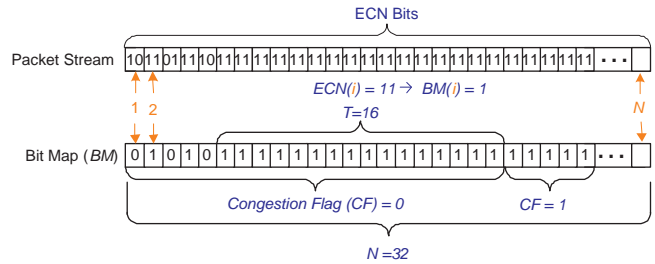 ECN Bits
Packet Stream 10 11 01 11 10 11 11 11 11 11 11 11 11 11 11 11 11 11 11 11 11 11 11 11 11 11 ...
ECN(i) = 11 → BM(i) = 1
1 2 N
T=16
Bit Map (BM) 0 1 0 1 0 1 1 1 1 1 1 1 1 1 1 1 1 1 1 1 1 1 1 1 1 1 ...
Congestion Flag (CF) = 0 CF = 1
N =32